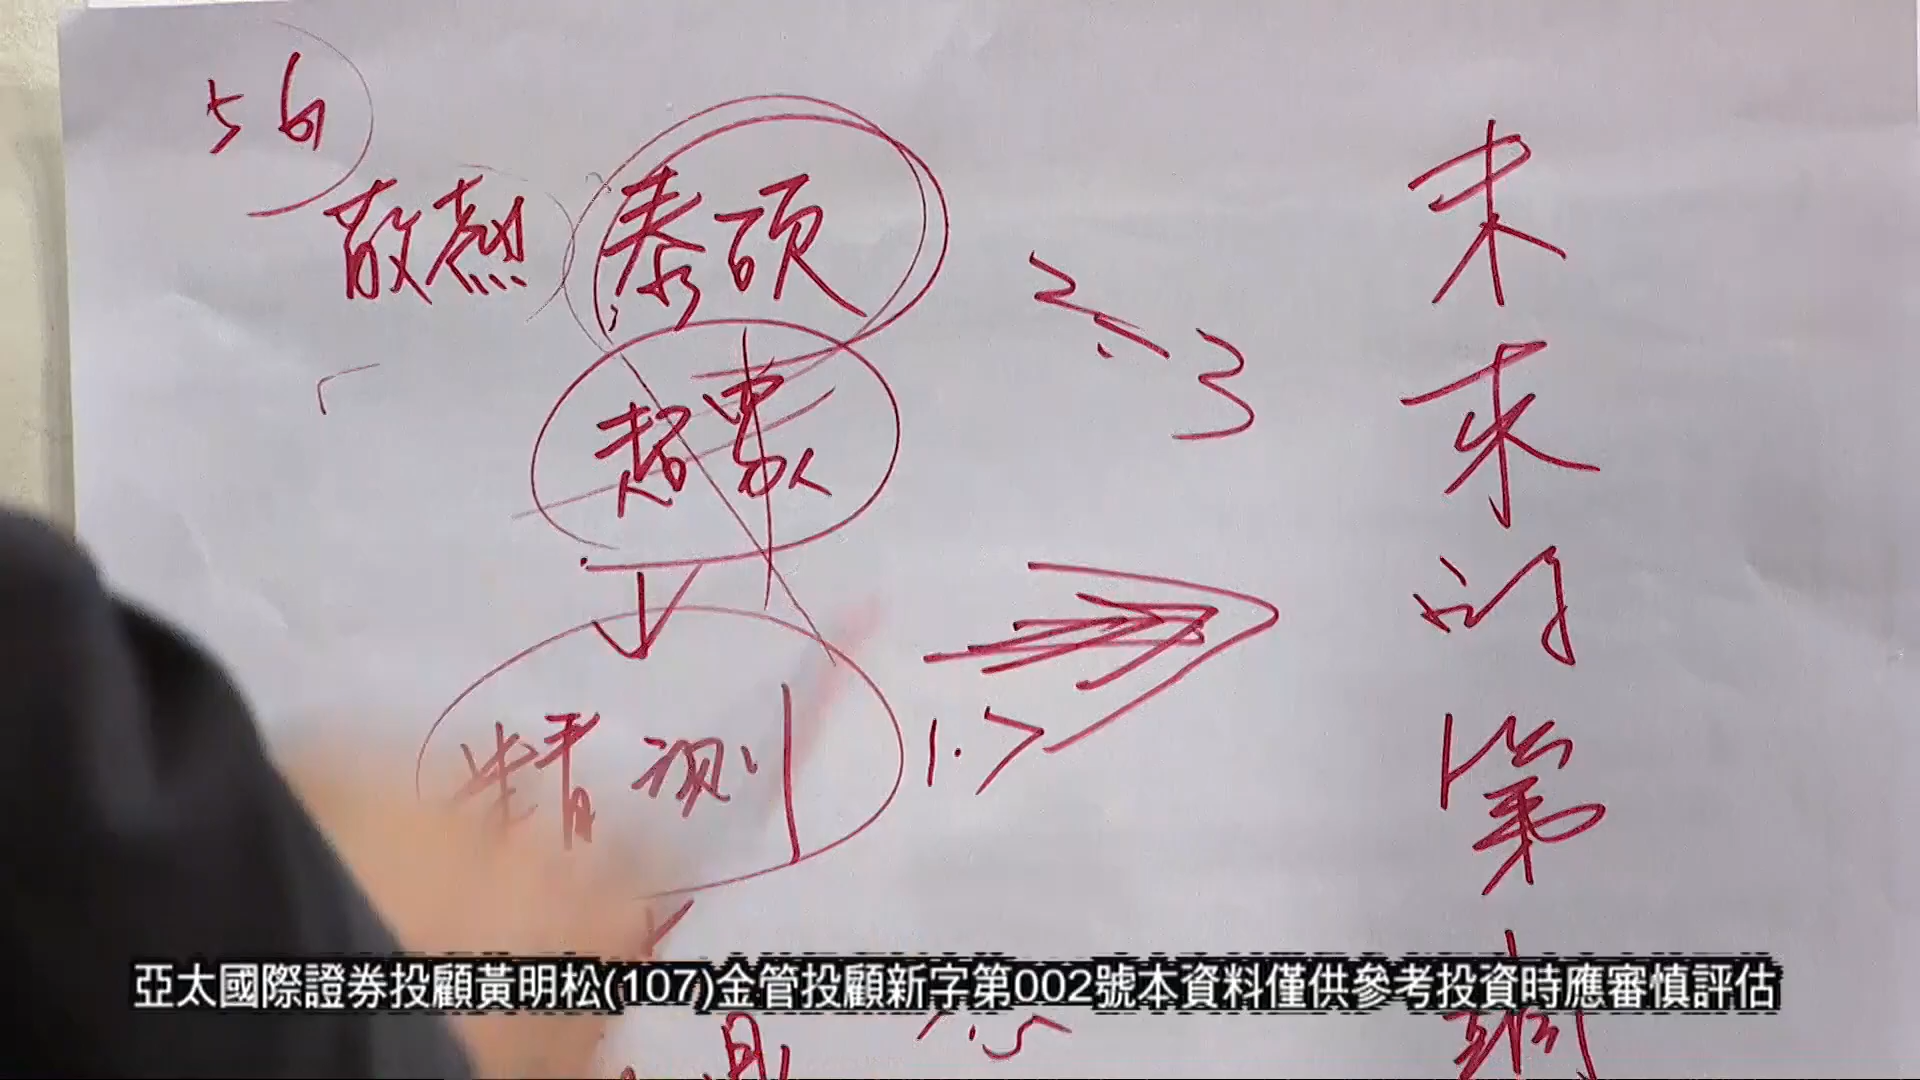 5G
散熱 泰碩
2~3
超眾
精測
1.7
未
來
的
第
亞太國際證券投顧黃明松(107)金管投顧新字第002號本資料僅供參考投資時應審慎評估